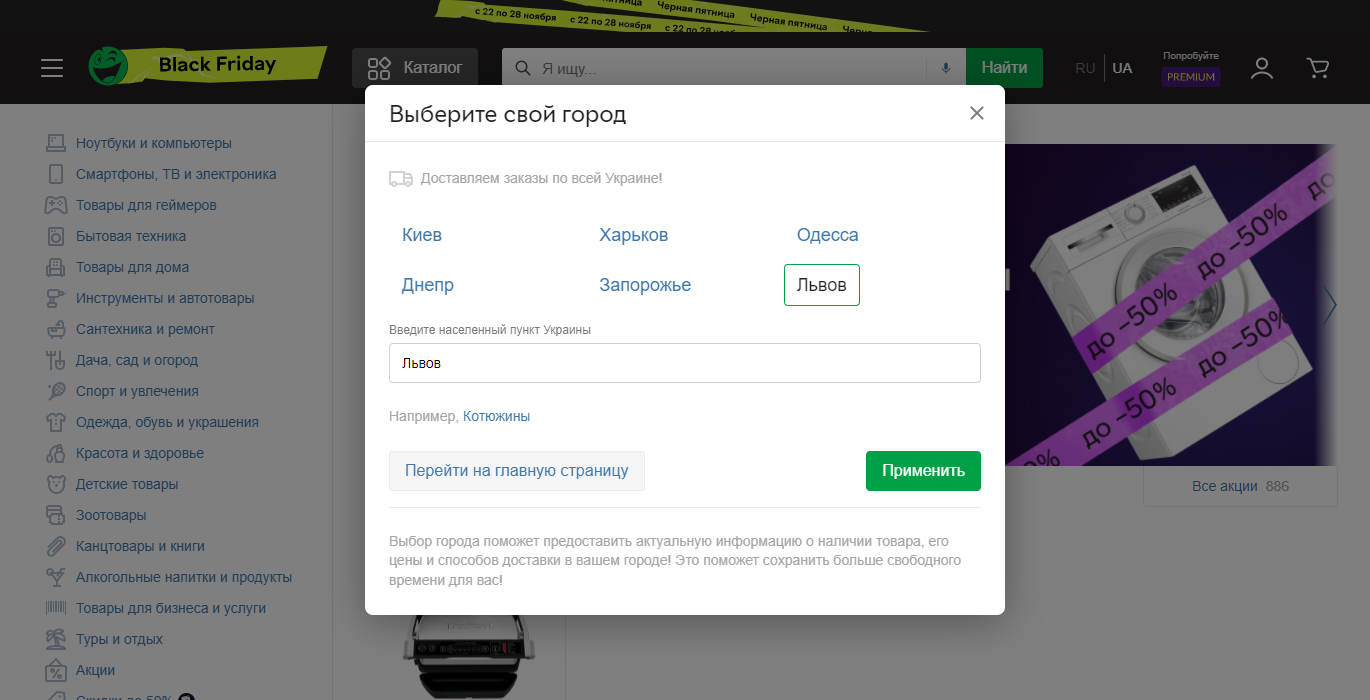 Черная пятница
с 22 по 28 ноября
с 22 по 28 ноября
Черная пятница
с 22 по 28 ноября
Black Friday
Каталог
Я ищу...
Найти
RU
UA
Попробуйте
PREMIUM
Выберите свой город
Доставляем заказы по всей Украине!
Киев
Харьков
Одесса
Днепр
Запорожье
Львов
Введите населенный пункт Украины
Львов
Например, Котюжины
Перейти на главную страницу
Применить
Выбор города поможет предоставить актуальную информацию о наличии товара, его
цены и способов доставки в вашем городе! Это поможет сохранить больше свободного
времени для вас!
Ноутбуки и компьютеры
Смартфоны, ТВ и электроника
Товары для геймеров
Бытовая техника
Товары для дома
Инструменты и автотовары
Сантехника и ремонт
Дача, сад и огород
Спорт и увлечения
Одежда, обувь и украшения
Красота и здоровье
Детские товары
Зоотовары
Канцтовары и книги
Алкогольные напитки и продукты
Товары для бизнеса и услуги
Туры и отдых
Акции
Скидки до 50%
до -50%
до -50%
до -50%
до -50%
Все акции 886